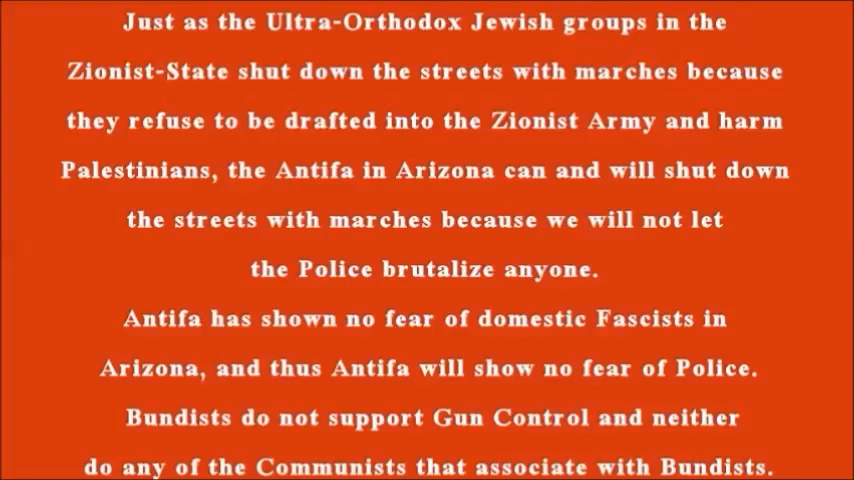 Just as the Ultra-Orthodox Jewish groups in the
Zionist-State shut down the streets with marches because
they refuse to be drafted into the Zionist Army and harm
Palestinians, the Antifa in Arizona can and will shut down
the streets with marches because we will not let
the Police brutalize anyone.
Antifa has shown no fear of domestic Fascists in
Arizona, and thus Antifa will show no fear of Police.
Bundists do not support Gun Control and neither
do any of the Communists that associate with Bundists.